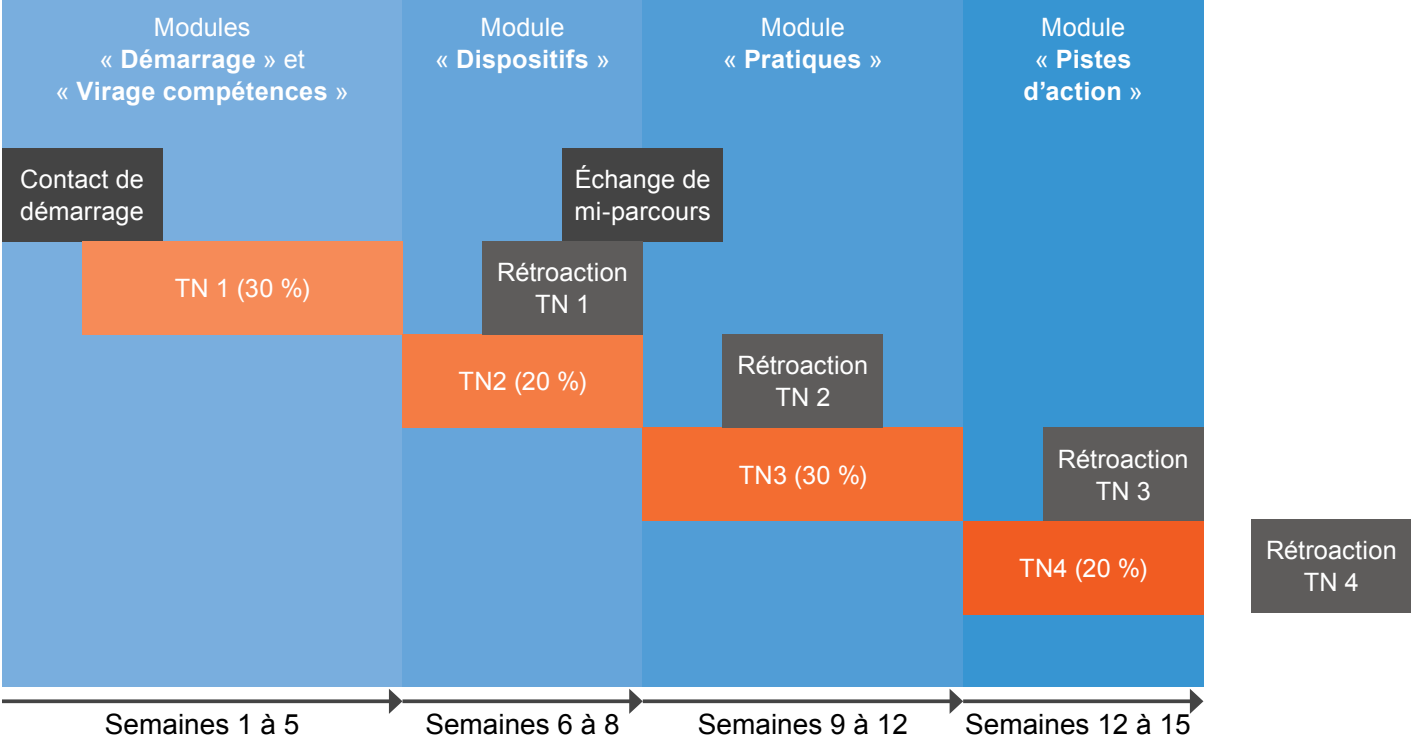 Modules
« Démarrage » et
« Virage compétences »
Module
« Dispositifs »
Module
« Pratiques »
Module
« Pistes
d’action »
Contact de
démarrage
Échange de
mi-parcours
TN 1 (30 %)
Rétroaction
TN 1
TN2 (20 %)
Rétroaction
TN 2
TN3 (30 %)
Rétroaction
TN 3
TN4 (20 %)
Rétroaction
TN 4
Semaines 1 à 5
Semaines 6 à 8
Semaines 9 à 12
Semaines 12 à 15